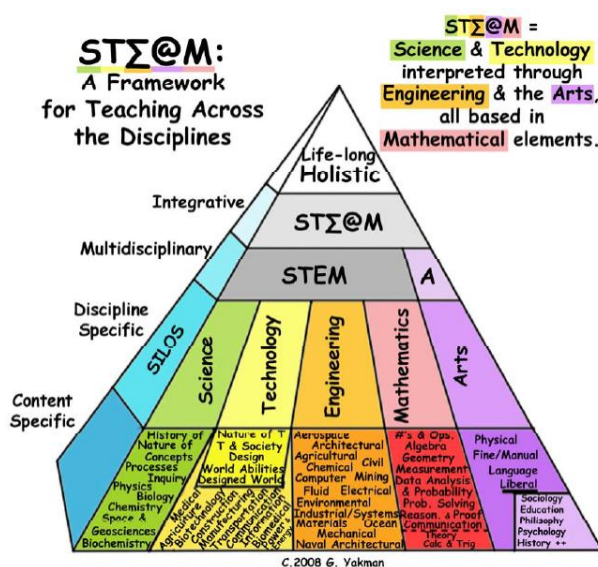 STΣ@M:
A Framework
for Teaching Across
the Disciplines
STΣ@M =
Science & Technology
interpreted through
Engineering & the Arts,
all based in
Mathematical elements.
Life-long
Holistic
Integrative
STΣ@M
Multidisciplinary
STEM
A
Discipline
Specific
SILOS
Science
Technology
Engineering
Mathematics
Arts
Content
Specific
History of
Nature of
Concepts
Processes
Inquiry
Physics
Biology
Chemistry
Space &
Geosciences
Biochemistry
Nature of T
T & Society
Design
World Abilities
Designed World
Medical
Agricultural
Biotechnology
Construction
Manufacturing
Transportation
Communication
Information
Biomedical
Power &
Energy
Aerospace
Architectural
Agricultural
Chemical Civil
Computer Mining
Fluid Electrical
Environmental
Industrial/Systems
Materials Ocean
Mechanical
Naval Architectural
#'s & Ops.
Algebra
Geometry
Measurement
Data Analysis
& Probability
Prob. Solving
Reason. & Proof
Communication
Theory
Calc & Trig
Physical
Fine/Manual
Language
Liberal
Sociology
Education
Philisophy
Psychology
History ++
C.2008 G. Yakman